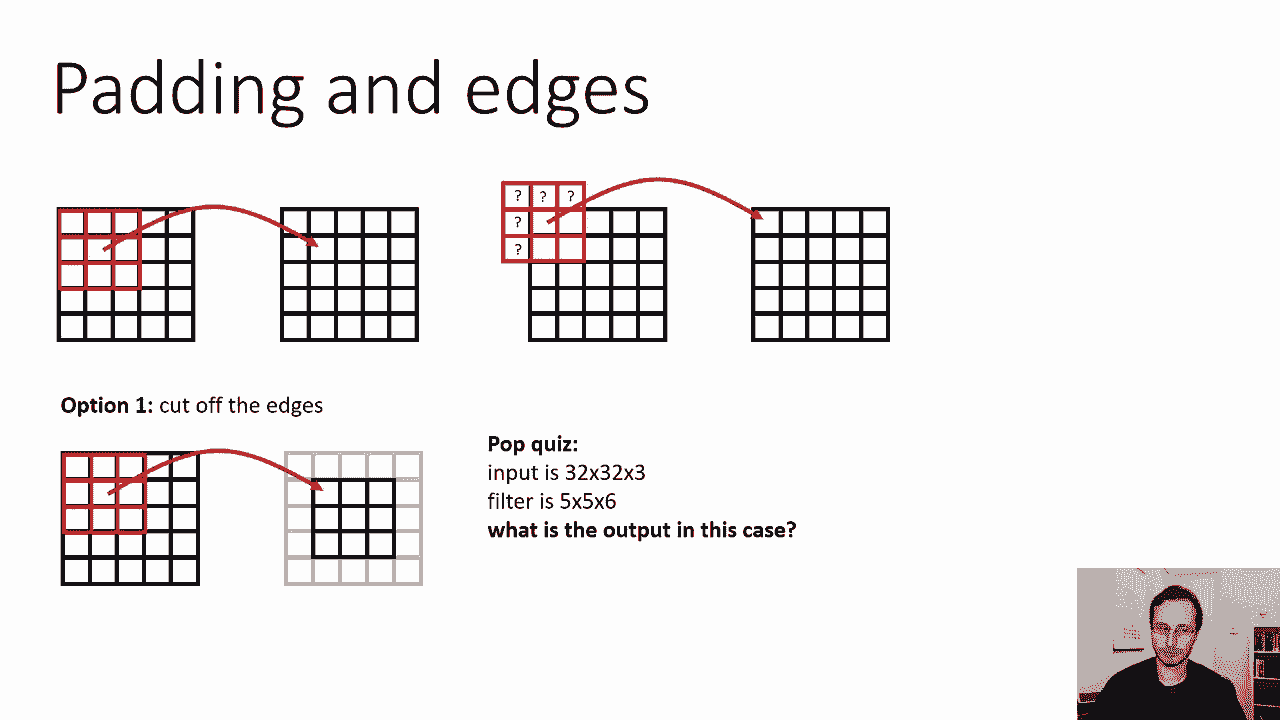 Padding and edges
? ? ?
?
?
Option 1: cut off the edges
Pop quiz:
input is 32x32x3
filter is 5x5x6
what is the output in this case?